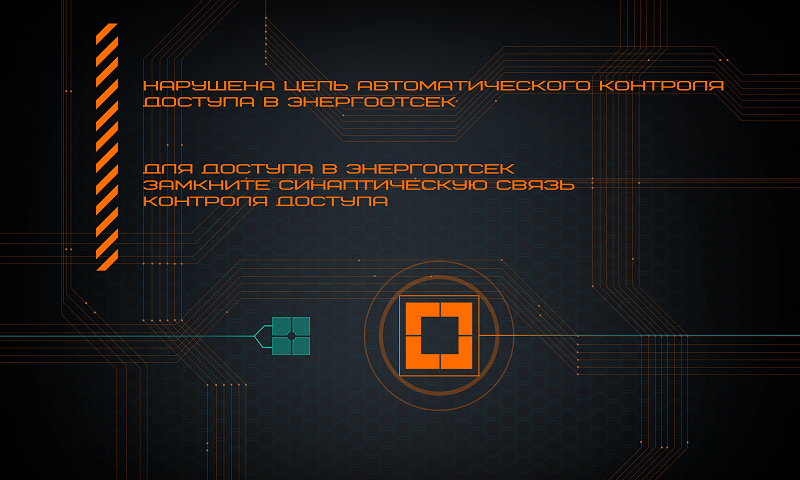 НАРУШЕНА ЦЕПЬ АВТОМАТИЧЕСКОГО КОНТРОЛЯ
ДОСТУПА В ЭНЕРГООТСЕК
ДЛЯ ДОСТУПА В ЭНЕРГООТСЕК
ЗАМКНИТЕ СИНАПТИЧЕСКУЮ СВЯЗЬ
КОНТРОЛЯ ДОСТУПА